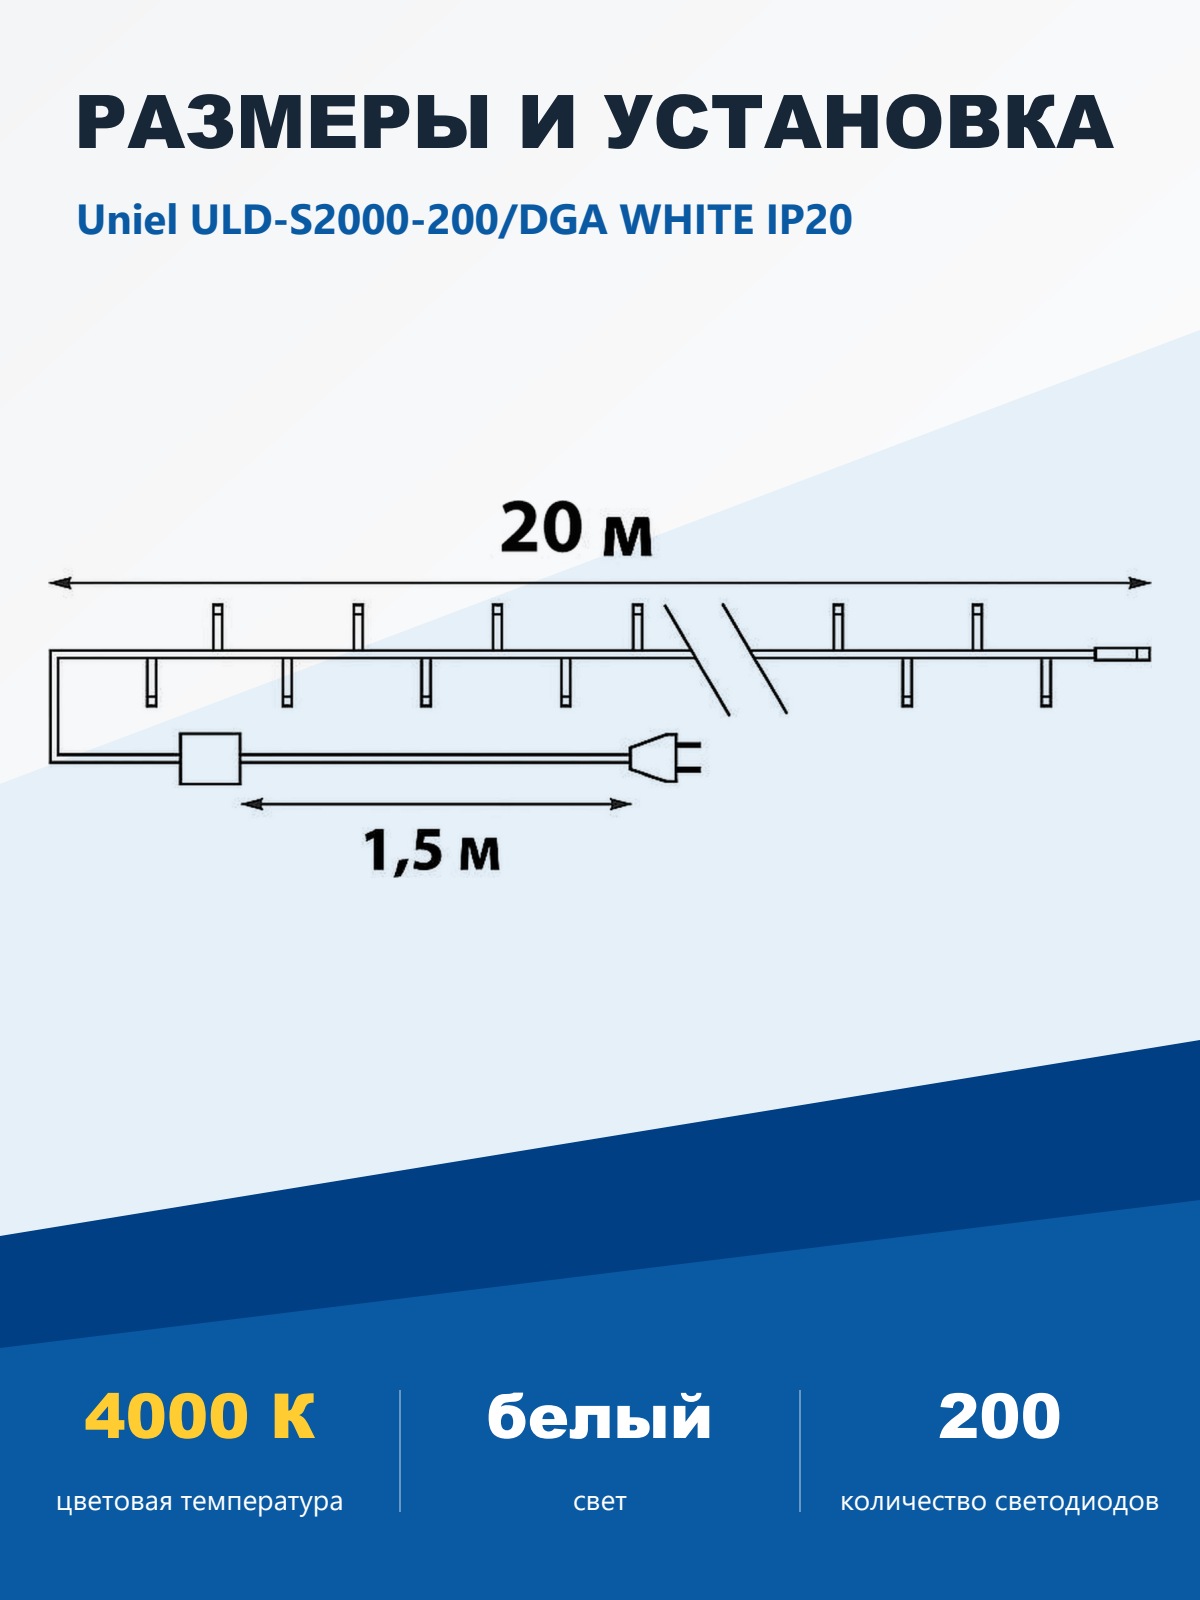 РАЗМЕРЫ И УСТАНОВКА
Uniel ULD-S2000-200/DGA WHITE IP20
20 м
1,5 м
4000 К
белый
200
цветовая температура
свет
количество светодиодов